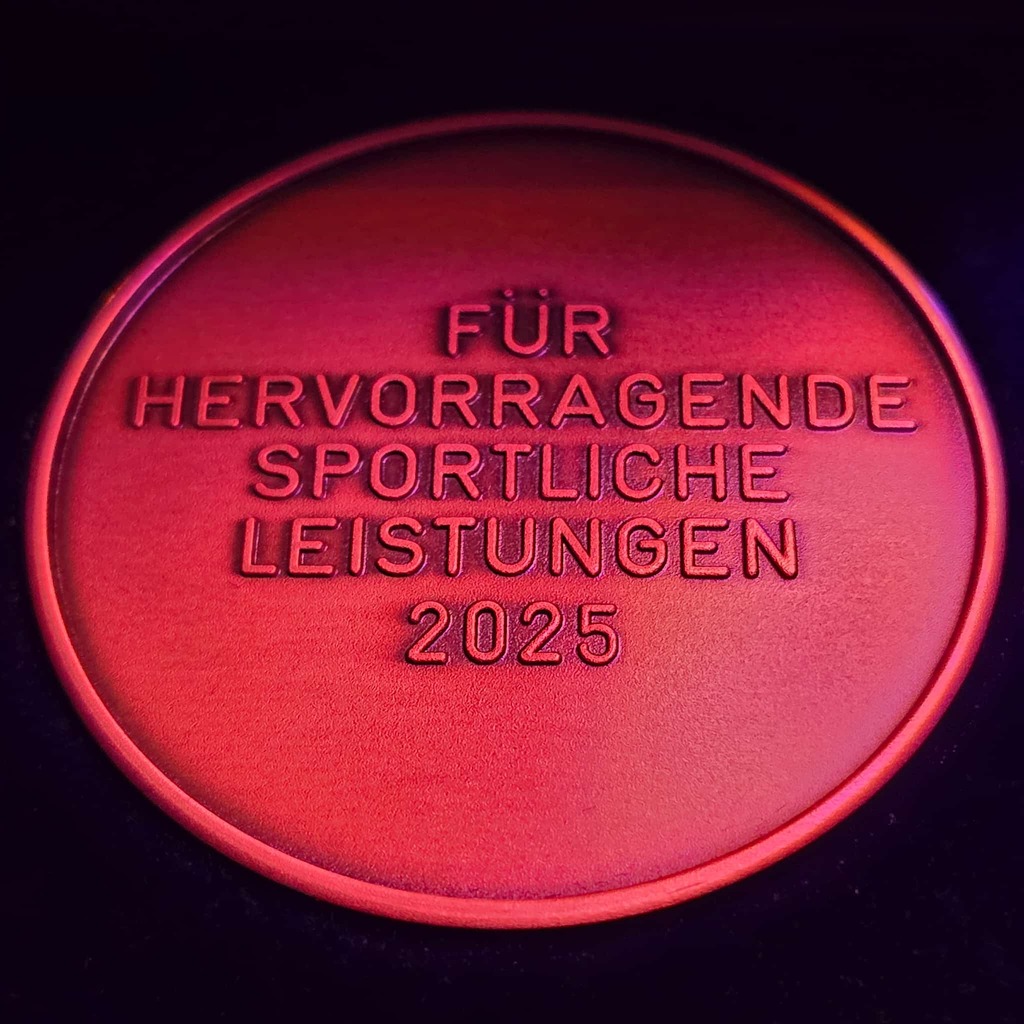 FÜR
HERVORRAGENDE
SPORTLICHE
LEISTUNGEN
2025